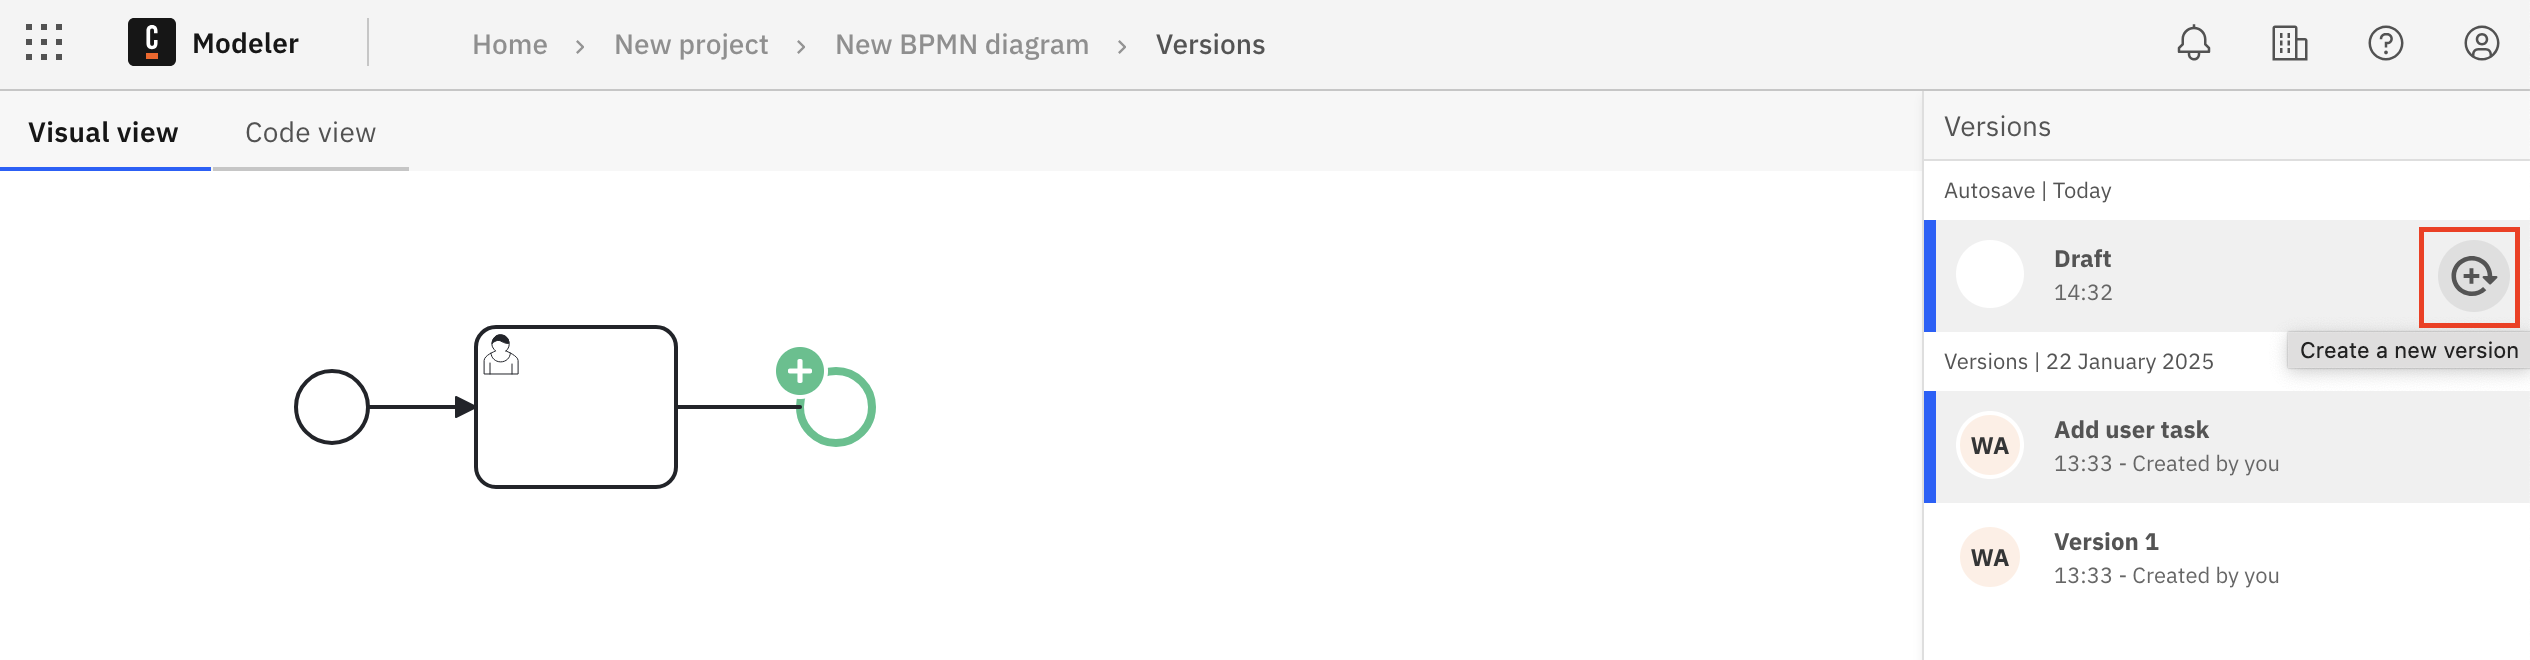 C Modeler Home › New project › New BPMN diagram › Versions
Visual view Code view
Versions
Autosave | Today
Draft
14:32
Create a new version
Versions | 22 January 2025
WA Add user task
13:33 - Created by you
WA Version 1
13:33 - Created by you